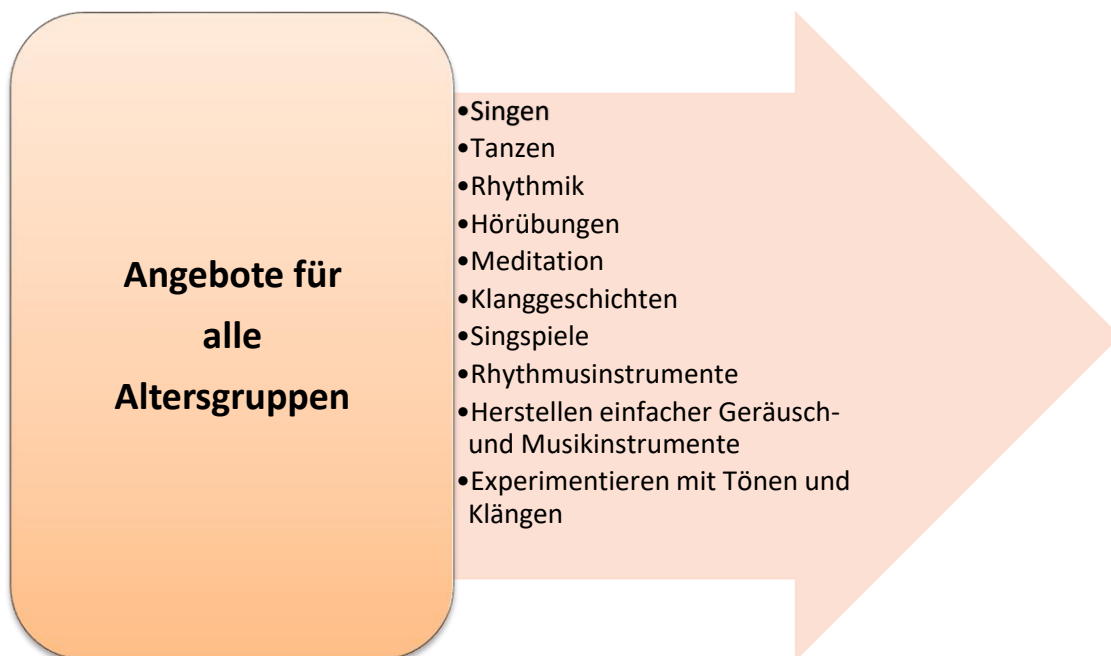 Angebote für
alle
Altersgruppen
•Singen
•Tanzen
•Rhythmik
•Hörübungen
•Meditation
•Klanggeschichten
•Singspiele
•Rhythmusinstrumente
•Herstellen einfacher Geräusch-
und Musikinstrumente
•Experimentieren mit Tönen und
Klängen